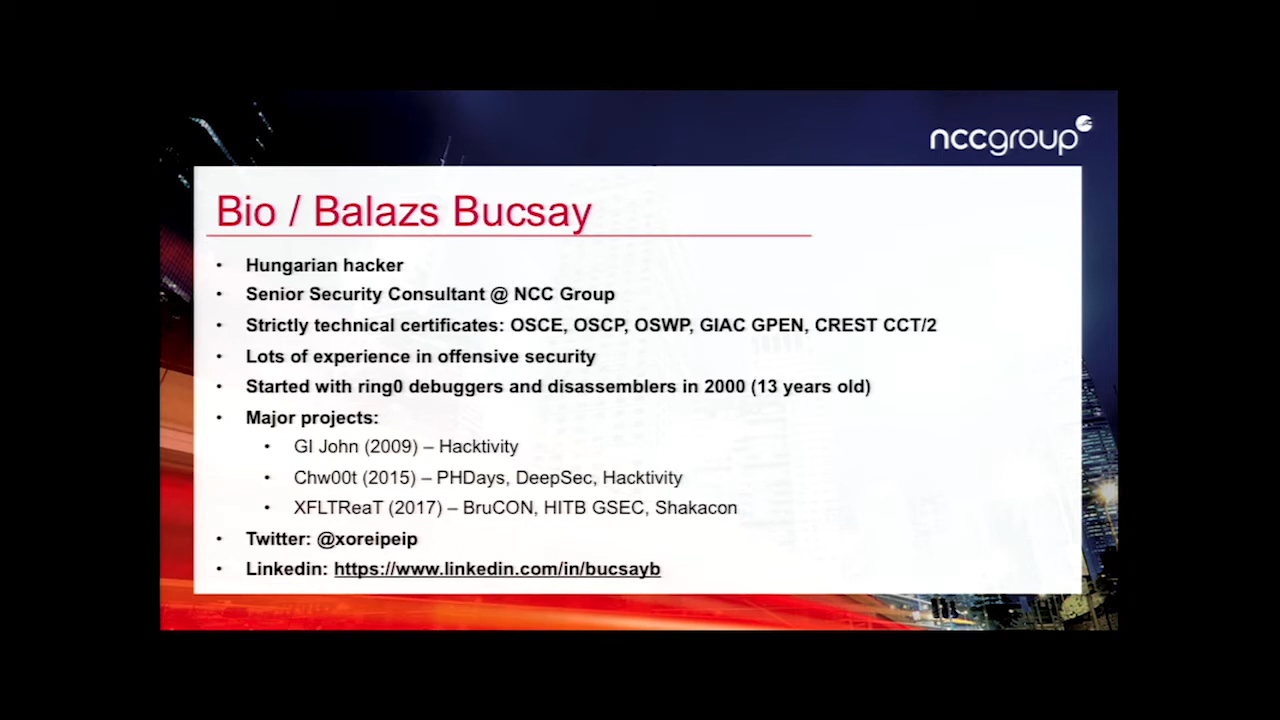 nccgroup
Bio / Balazs Bucsay
• Hungarian hacker
• Senior Security Consultant @ NCC Group
• Strictly technical certificates: OSCE, OSCP, OSWP, GIAC GPEN, CREST CCT/2
• Lots of experience in offensive security
• Started with ring0 debuggers and disassemblers in 2000 (13 years old)
• Major projects:
• GI John (2009) – Hacktivity
• Chw00t (2015) – PHDays, DeepSec, Hacktivity
• XFLTReaT (2017) – BruCON, HITB GSEC, Shakacon
• Twitter: @xoreipeip
• Linkedin: https://www.linkedin.com/in/bucsayb